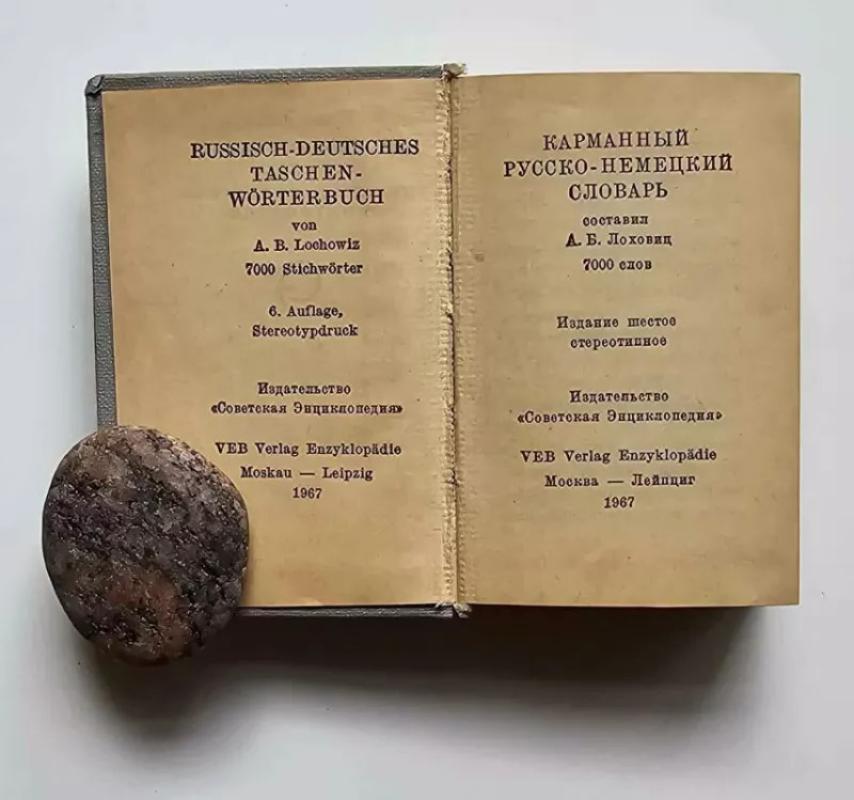 RUSSISCH-DEUTSCHES
TASCHEN-
WÖRTERBUCH
von
A. B. Lochowiz
7000 Stichwörter
6. Auflage,
Stereotypdruck
Издательство
«Советская Энциклопедия»
VEB Verlag Enzyklopädie
Moskau — Leipzig
1967
КАРМАННЫЙ
РУССКО-НЕМЕЦКИЙ
СЛОВАРЬ
составил
А. Б. Лоховиц
7000 слов
Издание шестое
стереотипное
Издательство
«Советская Энциклопедия»
VEB Verlag Enzyklopädie
Москва — Лейпциг
1967